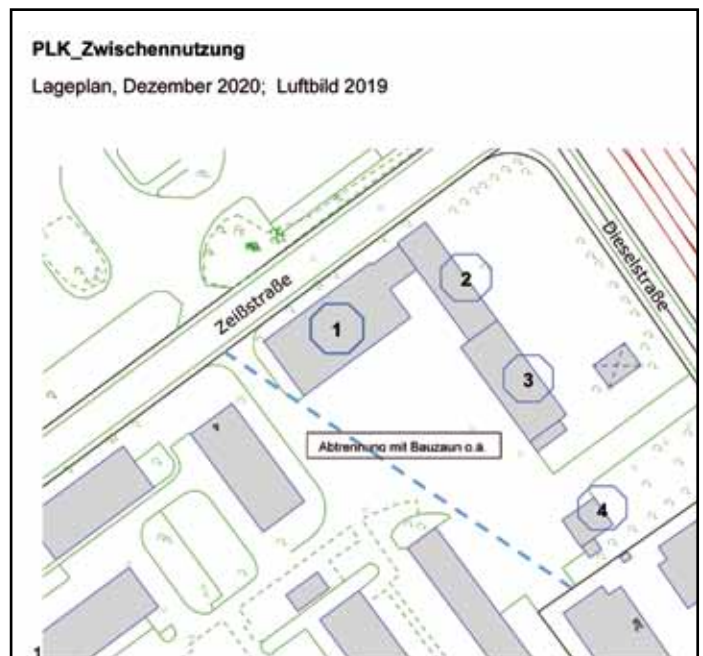 PLK_Zwischennutzung
Lageplan, Dezember 2020; Luftbild 2019
Zeißstraße
Dieselstraße
1
2
3
Abtrennung mit Bauzaun o.ä.
4
1